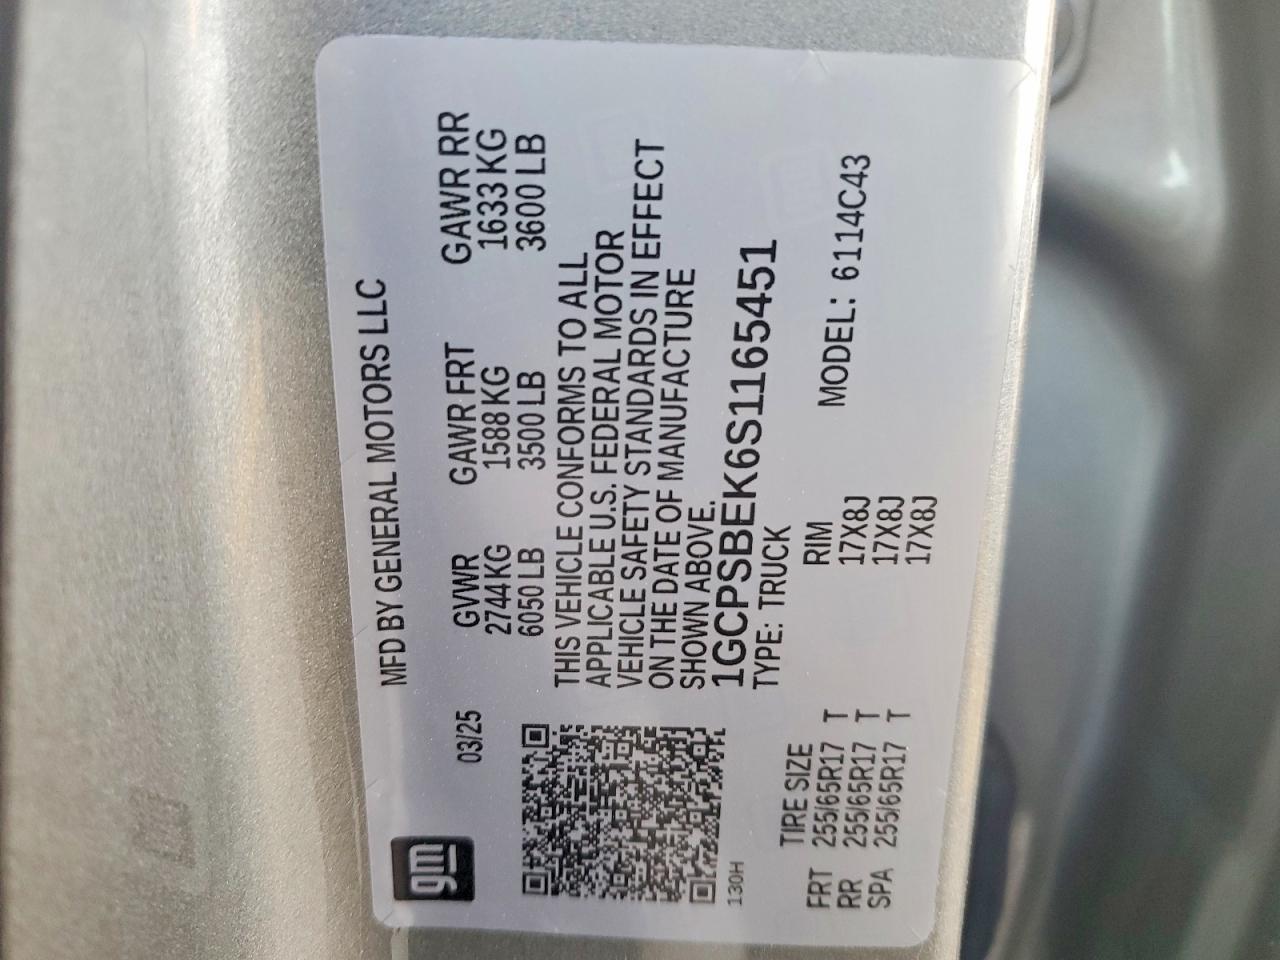 gm
MFD BY GENERAL MOTORS LLC
03/25
GVWR GAWR FRT GAWR RR
2744 KG 1588 KG 1633 KG
6050 LB 3500 LB 3600 LB
THIS VEHICLE CONFORMS TO ALL
APPLICABLE U.S. FEDERAL MOTOR
VEHICLE SAFETY STANDARDS IN EFFECT
ON THE DATE OF MANUFACTURE
SHOWN ABOVE.
1GCPSBEK6S1165451
TYPE: TRUCK
130H
MODEL: 6114C43
TIRE SIZE RIM
FRT 255/65R17 T 17X8J
RR 255/65R17 T 17X8J
SPA 255/65R17 T 17X8J